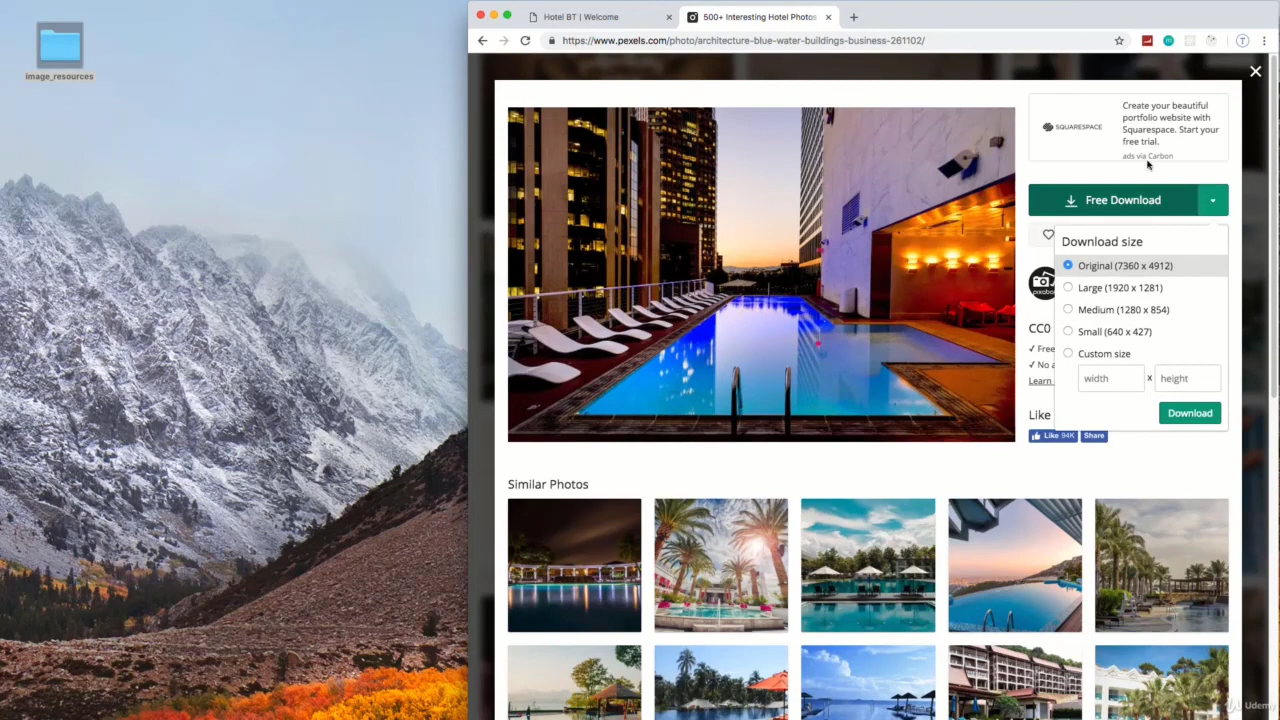 image_resources
Hotel BT | Welcome
500+ Interesting Hotel Photos
https://www.pexels.com/photo/architecture-blue-water-buildings-business-261102/
T
SQUARESPACE
Create your beautiful
portfolio website with
Squarespace. Start your
free trial.
ads via Carbon
Free Download
Download size
Original (7360 x 4912)
Large (1920 x 1281)
Medium (1280 x 854)
Small (640 x 427)
Custom size
width x height
Download
pixaba
CC0
✓ Free
✓ No a
Learn
Like
Like 94K Share
Similar Photos
Udemy